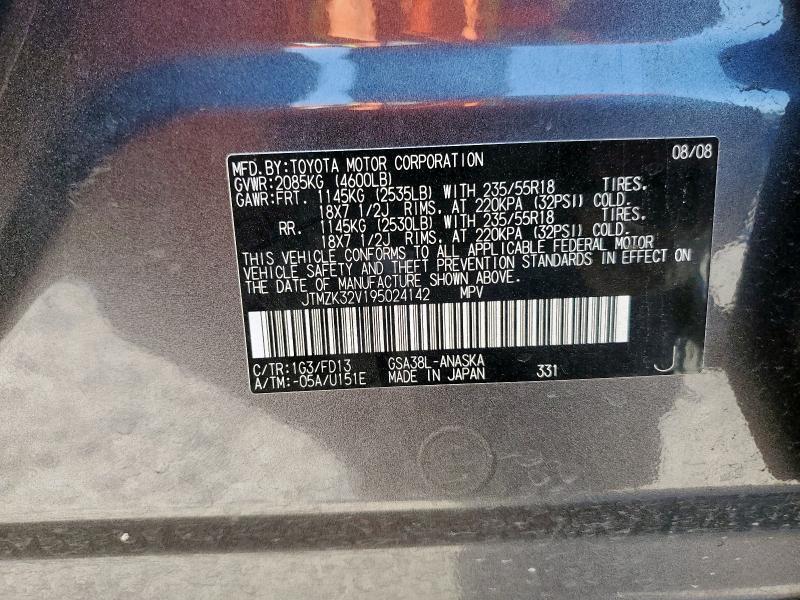 08/08
MFD.BY:TOYOTA MOTOR CORPORATION
GVWR:2085KG (4600LB)
GAWR:FRT. 1145KG (2535LB) WITH 235/55R18 TIRES.
18X7 1/2J RIMS, AT 220KPA (32PSI) COLD.
RR. 1145KG (2530LB) WITH 235/55R18 TIRES.
18X7 1/2J RIMS, AT 220KPA (32PSI) COLD.
THIS VEHICLE CONFORMS TO ALL APPLICABLE FEDERAL MOTOR
VEHICLE SAFETY AND THEFT PREVENTION STANDARDS IN EFFECT ON
THE DATE OF MANUFACTURE SHOWN ABOVE.
JTMZK32V195024142 MPV
C/TR:1G3/FD13 GSA38L-ANASKA
A/TM:-05A/U151E MADE IN JAPAN 331